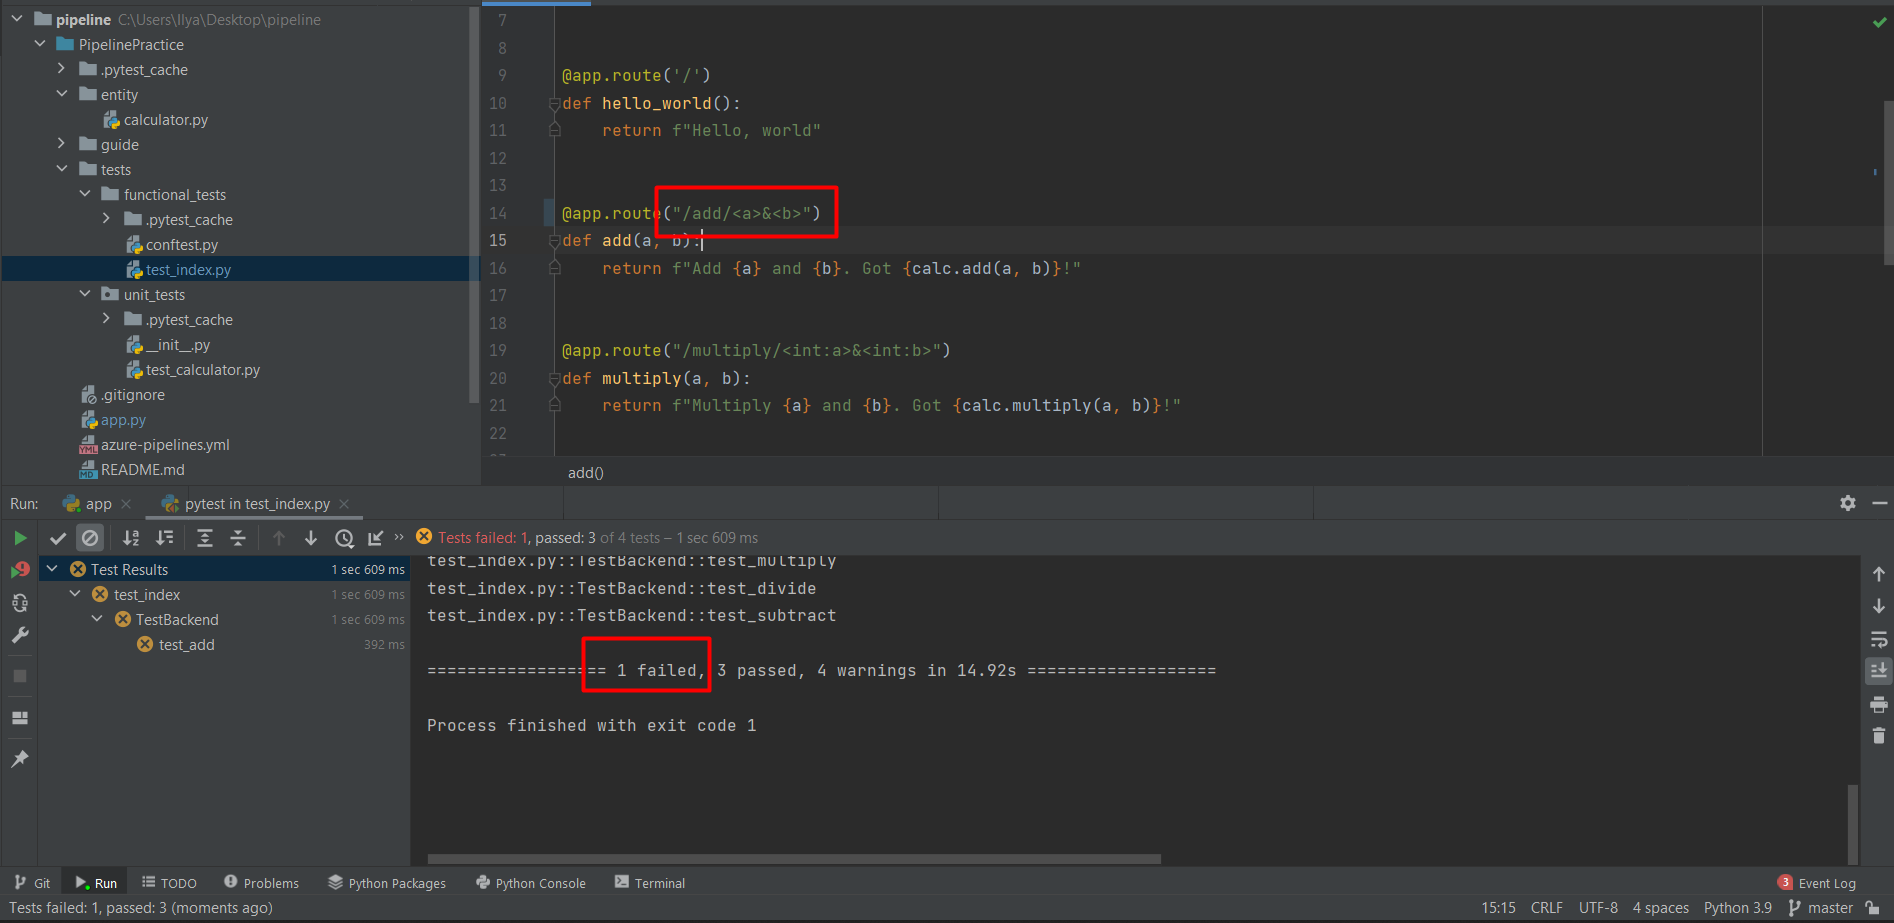 pipeline C:\Users\Ilya\Desktop\pipeline
PipelinePractice
.pytest_cache
entity
calculator.py
guide
tests
functional_tests
.pytest_cache
conftest.py
test_index.py
unit_tests
.pytest_cache
__init__.py
test_calculator.py
.gitignore
app.py
azure-pipelines.yml
README.md
7
8
9 @app.route('/')
10 def hello_world():
11 return f"Hello, world"
12
13
14 @app.route("/add/<a>&<b>")
15 def add(a, b):
16 return f"Add {a} and {b}. Got {calc.add(a, b)}!"
17
18
19 @app.route("/multiply/<int:a>&<int:b>")
20 def multiply(a, b):
21 return f"Multiply {a} and {b}. Got {calc.multiply(a, b)}!"
22
add()
Run: app pytest in test_index.py
Tests failed: 1, passed: 3 of 4 tests – 1 sec 609 ms
Test Results 1 sec 609 ms
test_index 1 sec 609 ms
TestBackend 1 sec 609 ms
test_add 392 ms
test_index.py::TestBackend::test_multiply
test_index.py::TestBackend::test_divide
test_index.py::TestBackend::test_subtract
================== 1 failed, 3 passed, 4 warnings in 14.92s ===================
Process finished with exit code 1
Git Run TODO Problems Python Packages Python Console Terminal 3 Event Log
Tests failed: 1, passed: 3 (moments ago) 15:15 CRLF UTF-8 4 spaces Python 3.9 master